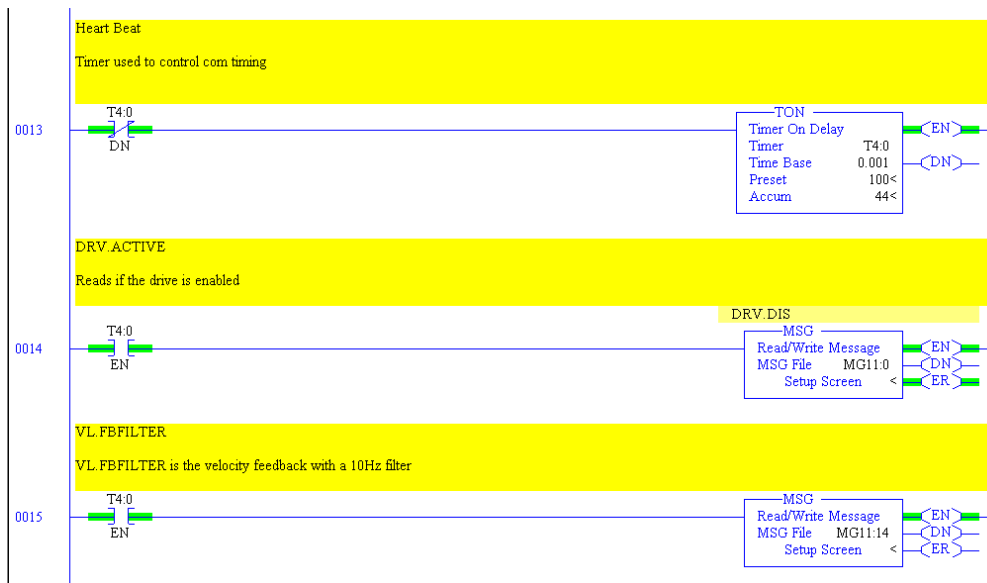 Heart Beat
Timer used to control com timing
T4:0
0013
DN
TON
Timer On Delay
Timer T4:0
Time Base 0.001
Preset 100<
Accum 44<
EN
DN
DRV.ACTIVE
Reads if the drive is enabled
DRV.DIS
T4:0
0014
EN
MSG
Read/Write Message
MSG File MG11:0
Setup Screen <
EN
DN
ER
VL.FBFILTER
VL.FBFILTER is the velocity feedback with a 10Hz filter
T4:0
0015
EN
MSG
Read/Write Message
MSG File MG11:14
Setup Screen <
EN
DN
ER